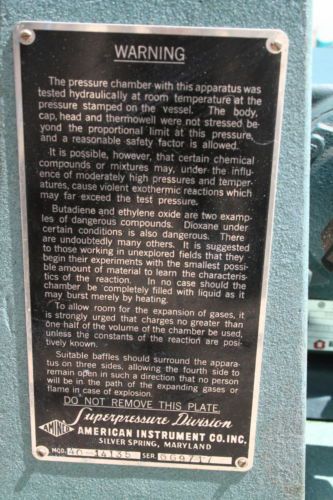 WARNING
The pressure chamber with this apparatus was
tested hydraulically at room temperature at the
pressure stamped on the vessel. The body,
cap, head and thermowell were not stressed be-
yond the proportional limit at this pressure,
and a reasonable safety factor is allowed.
It is possible, however, that certain chemical
compounds or mixtures may, under the influ-
ence of moderately high pressures and temper-
atures, cause violent exothermic reactions which
may far exceed the test pressure.
Butadiene and ethylene oxide are two examp-
les of dangerous compounds. Dioxane under
certain conditions is also dangerous. There
are undoubtedly many others. It is suggested
to those working in unexplored fields that they
begin their experiments with the smallest possi-
ble amount of material to learn the characteris-
tics of the reaction. In no case should the
chamber be completely filled with liquid as it
may burst merely by heating.
To allow room for the expansion of gases, it
is strongly urged that charges no greater than
one half of the volume of the chamber be used,
unless the constants of the reaction are posi-
tively known.
Suitable baffles should surround the appara-
tus on three sides, allowing the fourth side to
remain open in such a direction that no person
will be in the path of the expanding gases or
flame in case of explosion.
DO NOT REMOVE THIS PLATE
Superpressure Division
AMINCO AMERICAN INSTRUMENT CO. INC.
SILVER SPRING, MARYLAND
MOD. 40-14135 SER.